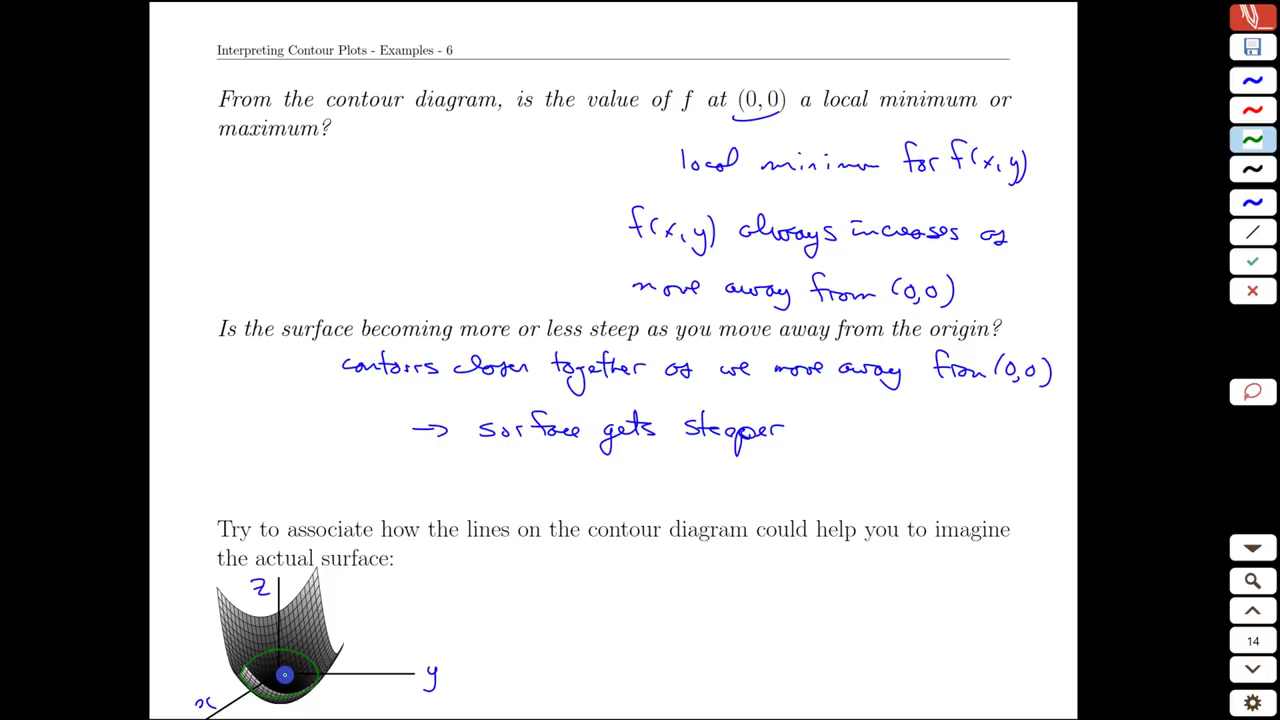 Interpreting Contour Plots - Examples - 6
From the contour diagram, is the value of f at (0, 0) a local minimum or
maximum?
local minimum for f(x, y)
f(x, y) always increases as
move away from (0,0)
Is the surface becoming more or less steep as you move away from the origin?
contours closer together as we move away from (0,0)
→ surface gets steeper
Try to associate how the lines on the contour diagram could help you to imagine
the actual surface:
z
y
x
14